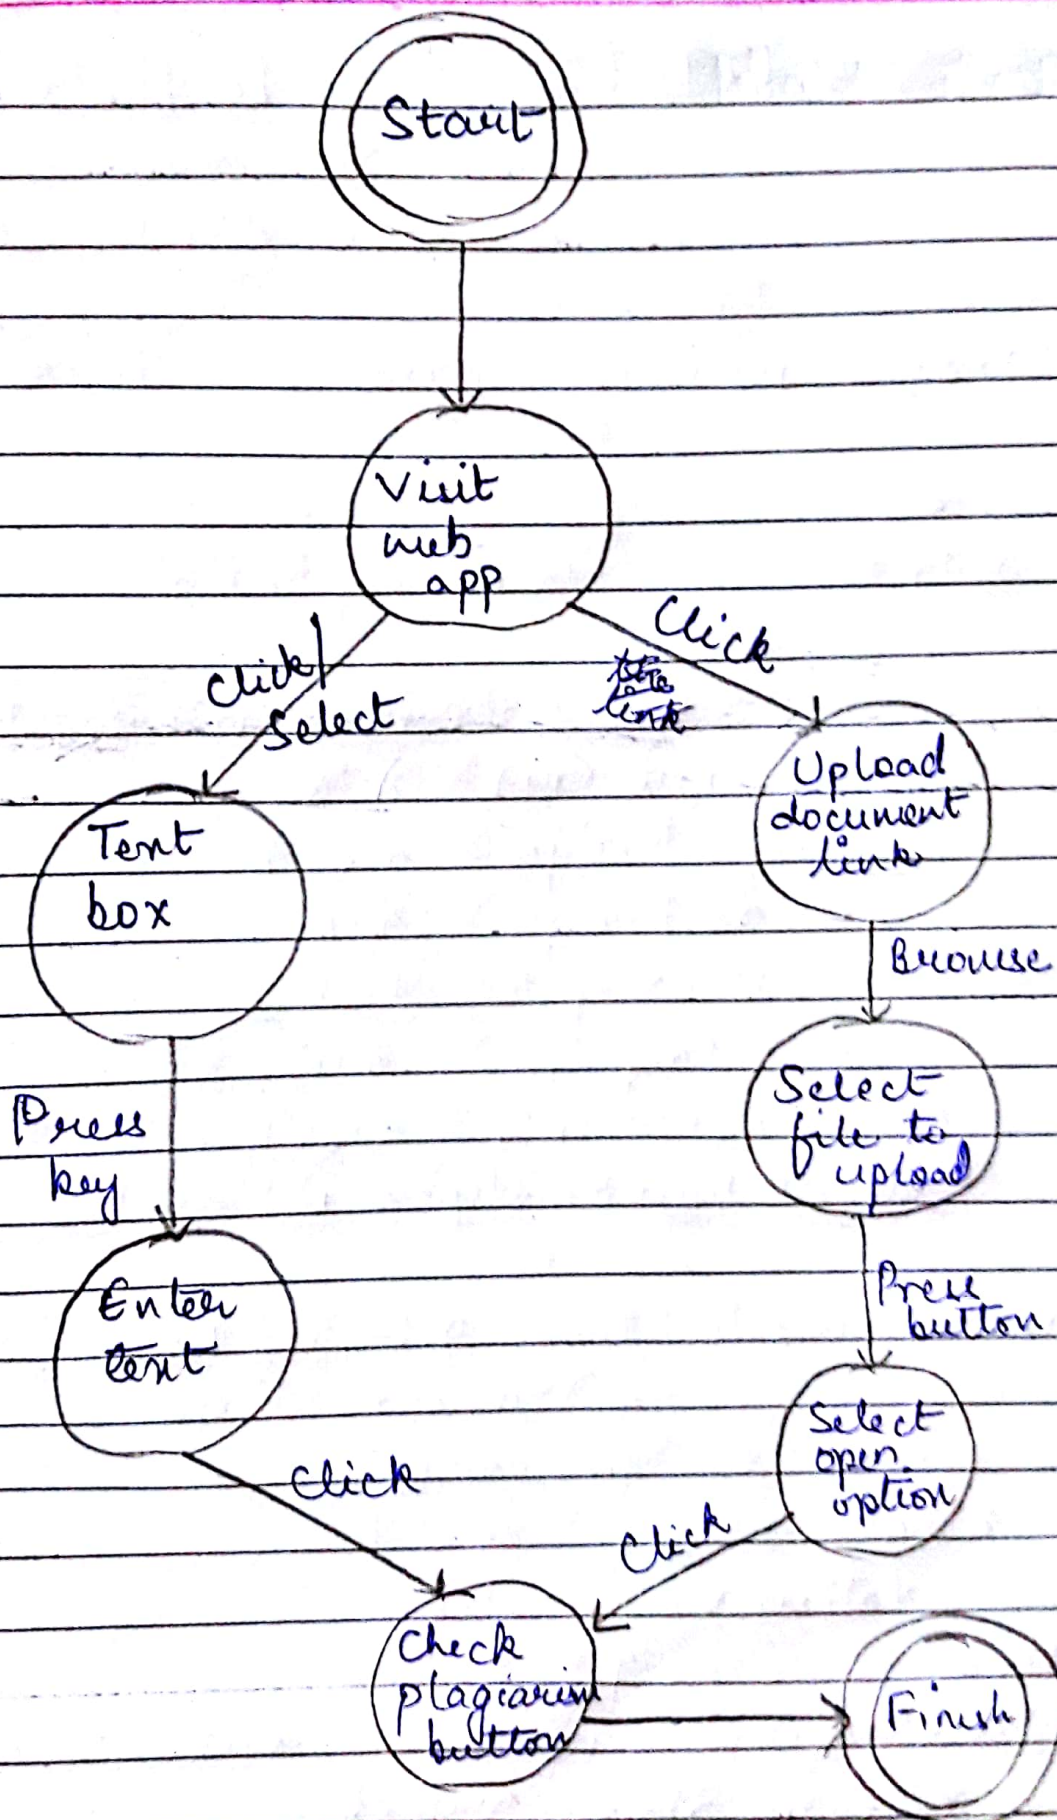 Start
Visit
web
app
Click/
Select
Click
Text
box
Upload
document
link
Browse
Press
key
Select
file to
upload
Enter
text
Press
button
Select
open
option
Click
Click
Check
plagiarism
button
Finish